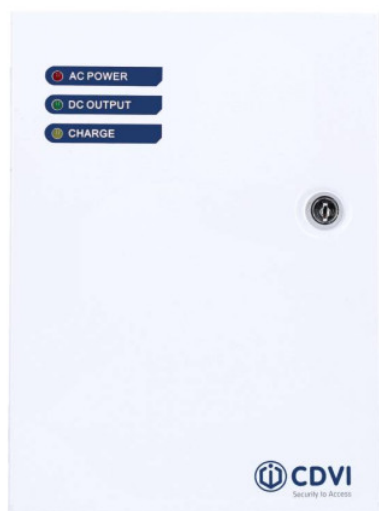 AC POWER
DC OUTPUT
CHARGE
CDVI
Security to Access